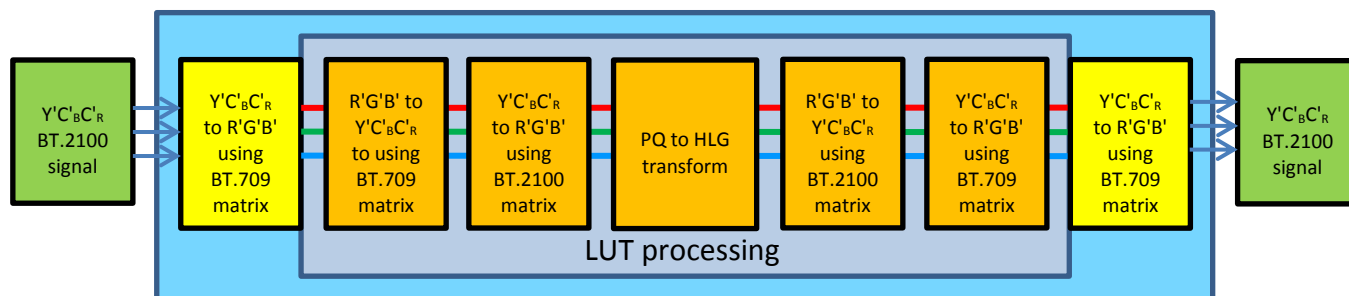 Y'C'BC'R
BT.2100
signal
Y'C'BC'R
to R'G'B'
using
BT.709
matrix
R'G'B' to
Y'C'BC'R
to using
BT.709
matrix
Y'C'BC'R
to R'G'B'
using
BT.2100
matrix
PQ to HLG
transform
R'G'B' to
Y'C'BC'R
using
BT.2100
matrix
Y'C'BC'R
to R'G'B'
using
BT.709
matrix
Y'C'BC'R
to R'G'B'
using
BT.709
matrix
Y'C'BC'R
BT.2100
signal
LUT processing